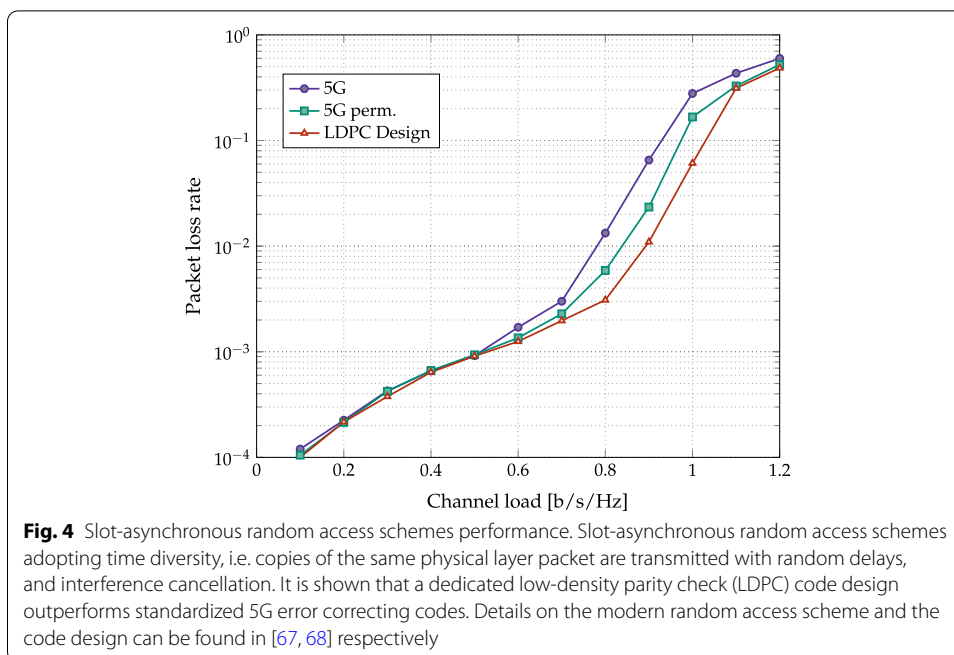 10⁰
10⁻¹
10⁻²
10⁻³
10⁻⁴
Packet loss rate
5G
5G perm.
LDPC Design
0 0.2 0.4 0.6 0.8 1 1.2
Channel load [b/s/Hz]
Fig. 4 Slot-asynchronous random access schemes performance. Slot-asynchronous random access schemes
adopting time diversity, i.e. copies of the same physical layer packet are transmitted with random delays,
and interference cancellation. It is shown that a dedicated low-density parity check (LDPC) code design
outperforms standardized 5G error correcting codes. Details on the modern random access scheme and the
code design can be found in [67, 68] respectively